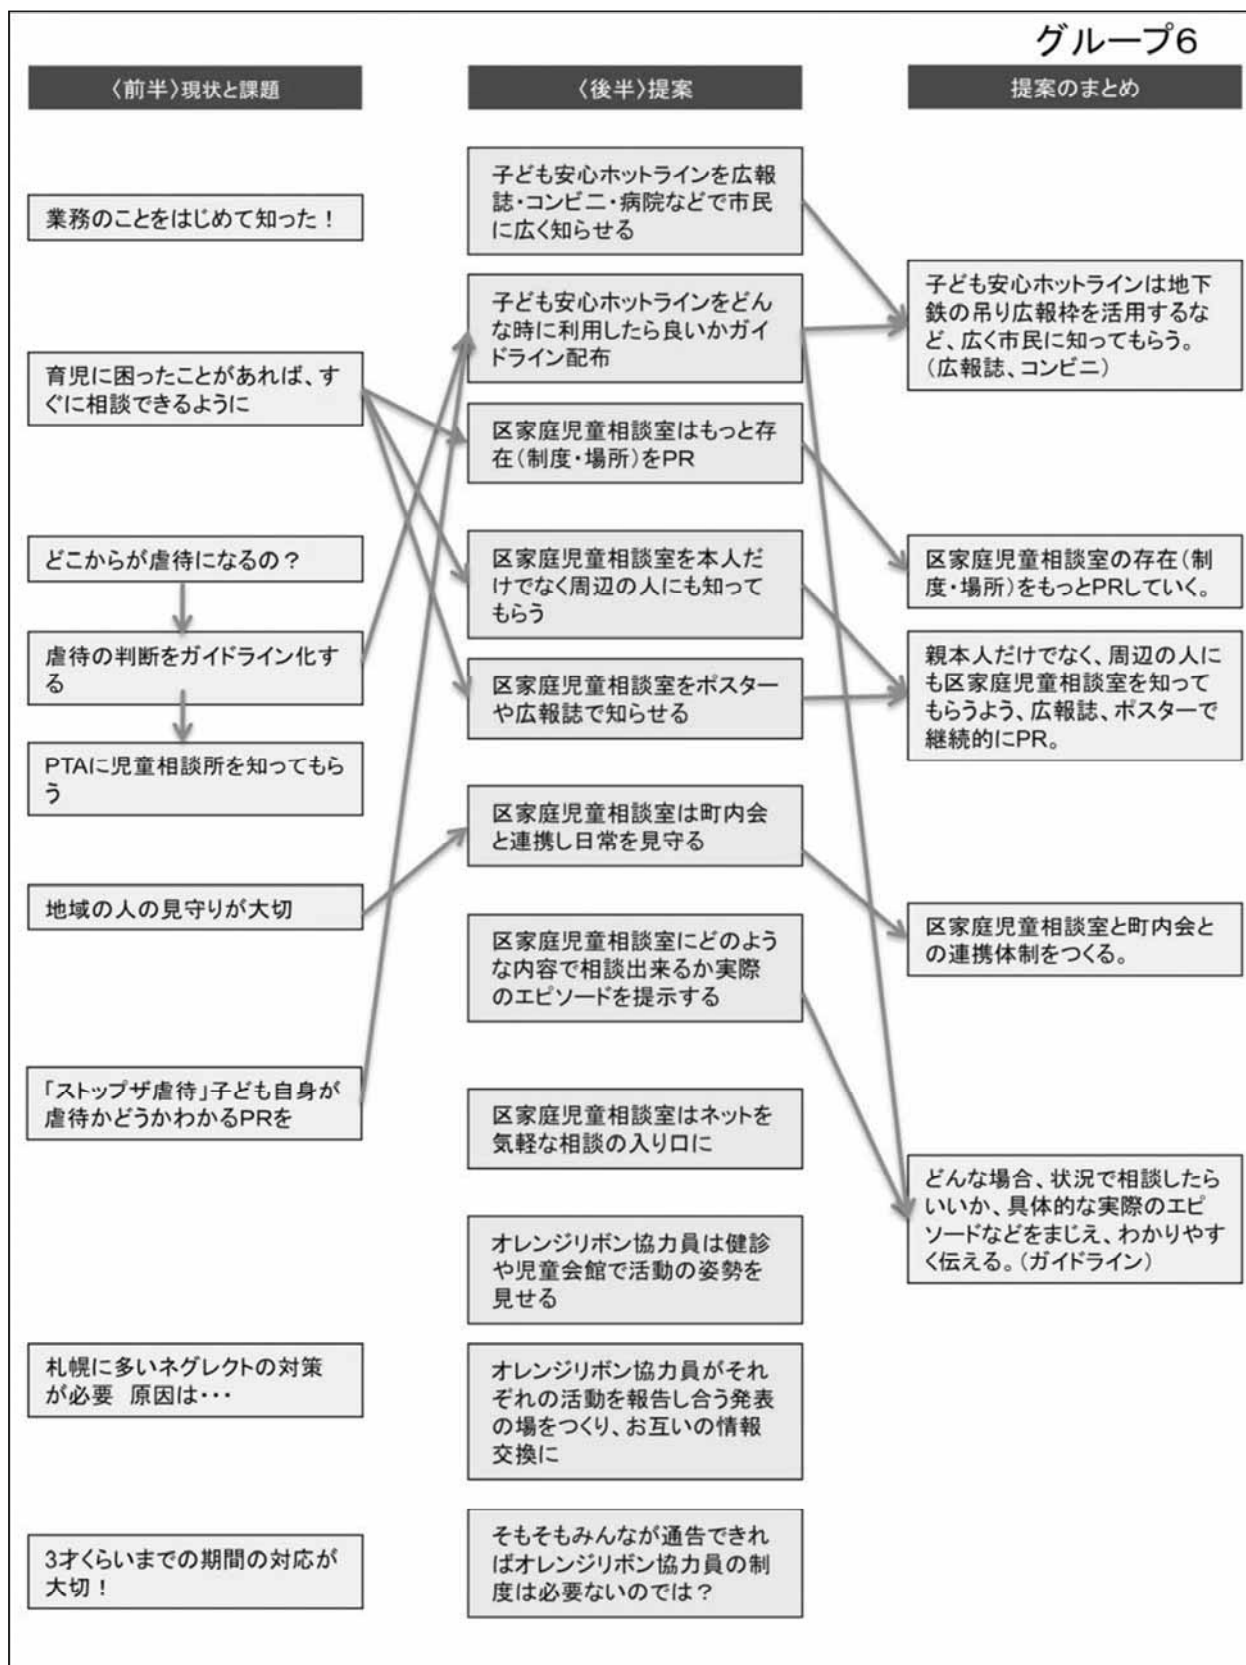 グループ6
〈前半〉現状と課題
業務のことをはじめて知った！
育児に困ったことがあれば、す
ぐに相談できるように
どこからが虐待になるの？
虐待の判断をガイドライン化す
る
PTAに児童相談所を知ってもら
う
地域の人の見守りが大切
「ストップザ虐待」子ども自身が
虐待かどうかわかるPRを
札幌に多いネグレクトの対策
が必要　原因は・・・
3才くらいまでの期間の対応が
大切！
〈後半〉提案
子ども安心ホットラインを広報
誌・コンビニ・病院などで市民
に広く知らせる
子ども安心ホットラインをどん
な時に利用したら良いかガイ
ドライン配布
区家庭児童相談室はもっと存
在（制度・場所）をPR
区家庭児童相談室を本人だ
けでなく周辺の人にも知って
もらう
区家庭児童相談室をポスター
や広報誌で知らせる
区家庭児童相談室は町内会
と連携し日常を見守る
区家庭児童相談室にどのよう
な内容で相談出来るか実際
のエピソードを提示する
区家庭児童相談室はネットを
気軽な相談の入り口に
オレンジリボン協力員は健診
や児童会館で活動の姿勢を
見せる
オレンジリボン協力員がそれ
ぞれの活動を報告し合う発表
の場をつくり、お互いの情報
交換に
そもそもみんなが通告できれ
ばオレンジリボン協力員の制
度は必要ないのでは？
提案のまとめ
子ども安心ホットラインは地下
鉄の吊り広報枠を活用するな
ど、広く市民に知ってもらう。
（広報誌、コンビニ）
区家庭児童相談室の存在（制
度・場所）をもっとPRしていく。
親本人だけでなく、周辺の人に
も区家庭児童相談室を知って
もらうよう、広報誌、ポスターで
継続的にPR。
区家庭児童相談室と町内会と
の連携体制をつくる。
どんな場合、状況で相談したら
いいか、具体的な実際のエピ
ソードなどをまじえ、わかりやす
く伝える。（ガイドライン）